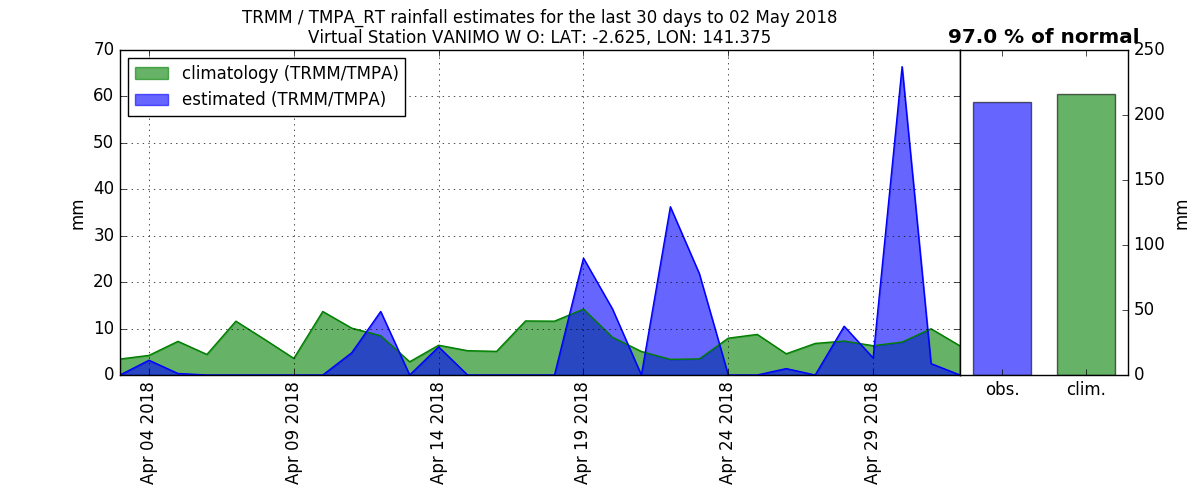 TRMM / TMPA_RT rainfall estimates for the last 30 days to 02 May 2018
Virtual Station VANIMO W O: LAT: -2.625, LON: 141.375
97.0 % of normal
climatology (TRMM/TMPA)
estimated (TRMM/TMPA)
70
60
50
40
30
20
10
0
mm
Apr 04 2018
Apr 09 2018
Apr 14 2018
Apr 19 2018
Apr 24 2018
Apr 29 2018
obs.
clim.
250
200
150
100
50
0
mm